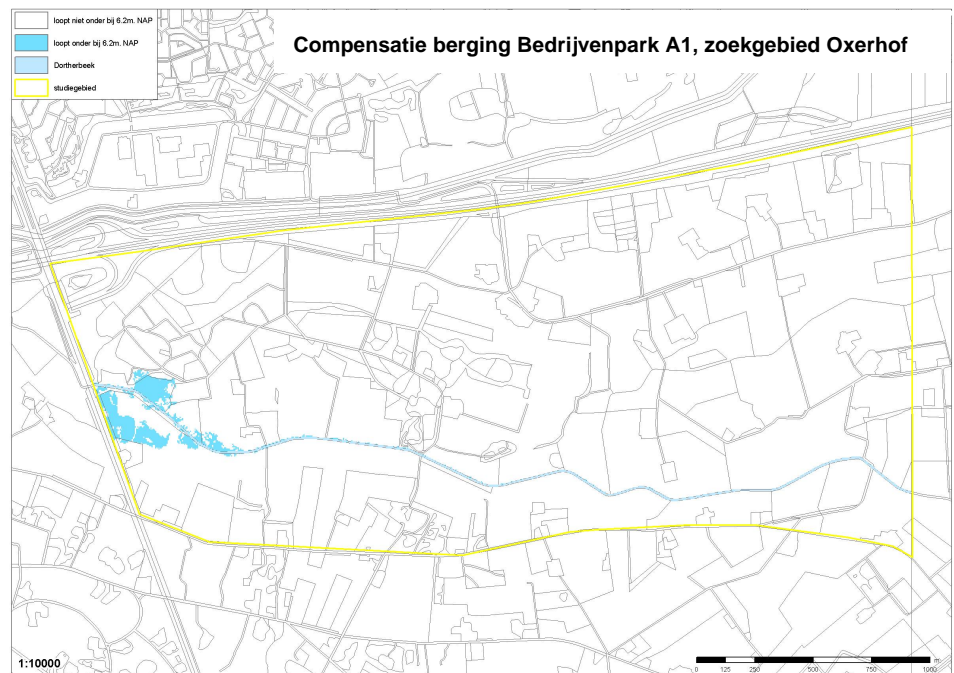 loopt niet onder bij 6.2m. NAP
loopt onder bij 6.2m. NAP
Dortherbeek
studiegebied
Compensatie berging Bedrijvenpark A1, zoekgebied Oxerhof
1:10000
0 125 250 500 750 1000 m